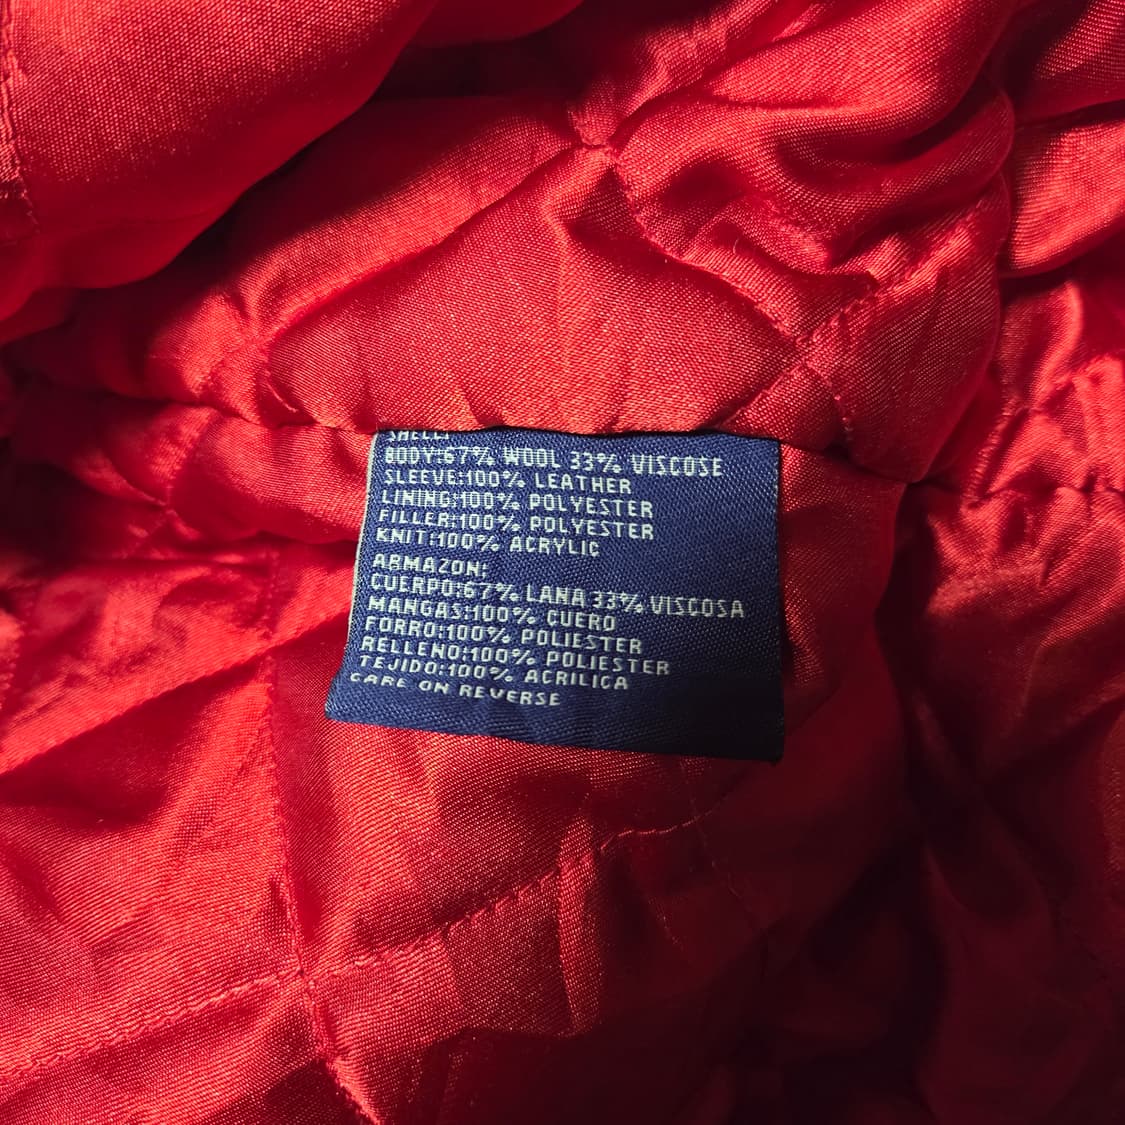 SHELL:
BODY:67% WOOL 33% VISCOSE
SLEEVE:100% LEATHER
LINING:100% POLYESTER
FILLER:100% POLYESTER
KNIT:100% ACRYLIC
ARMAZON:
CUERPO:67% LANA 33% VISCOSA
MANGAS:100% CUERO
FORRO:100% POLIESTER
RELLENO:100% POLIESTER
TEJIDO:100% ACRILICA
CARE ON REVERSE